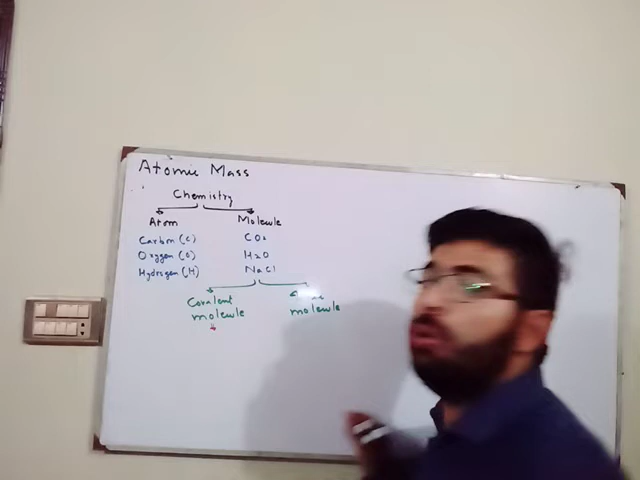 Atomic Mass
Chemistry
Atom Molecule
Carbon (C) CO2
Oxygen (O) H2O
Hydrogen (H) NaCl
Covalent
molecule molecule